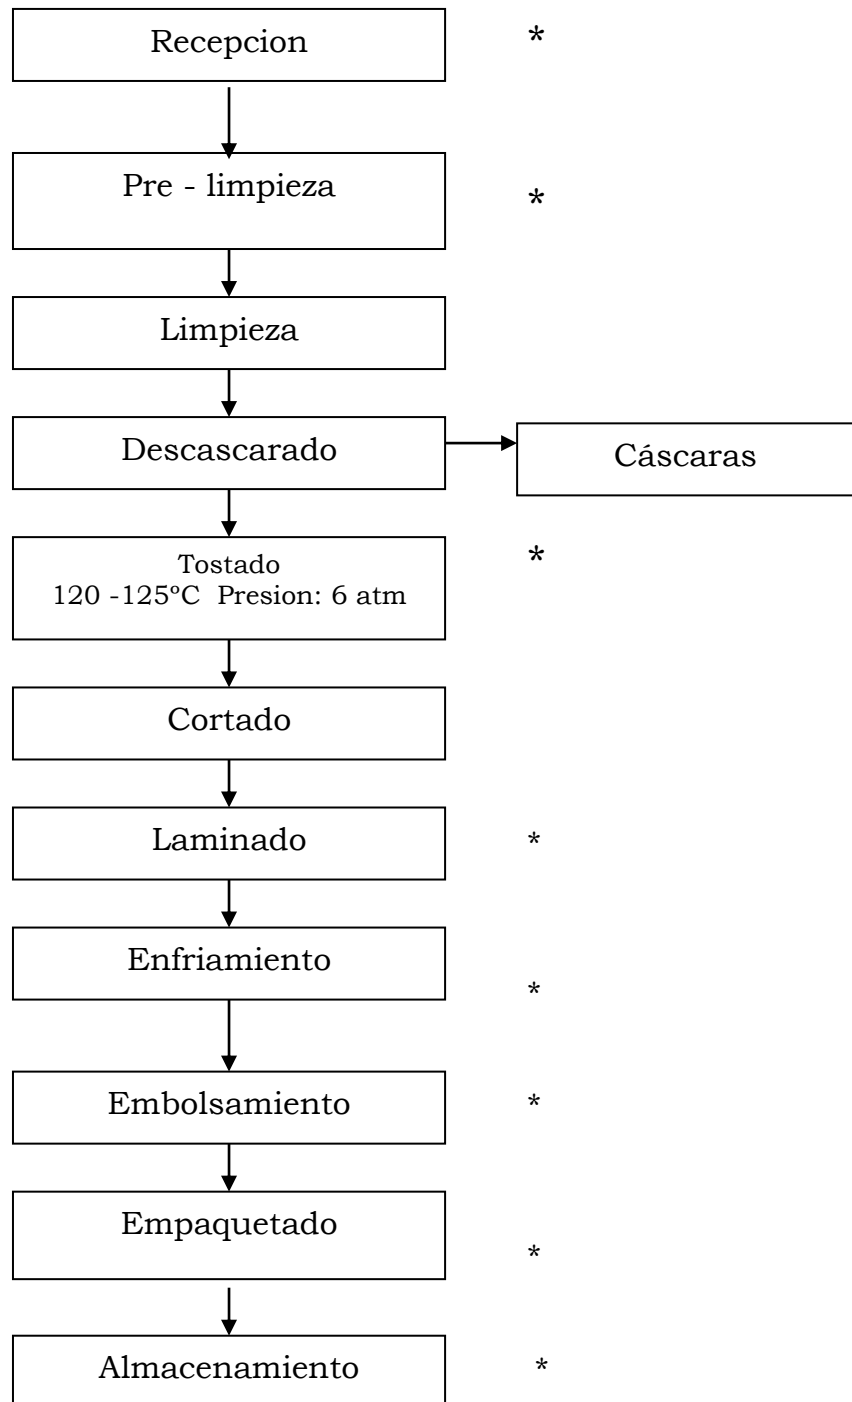 Recepcion *
Pre - limpieza *
Limpieza
Descascarado
Cáscaras
Tostado *
120 -125°C Presion: 6 atm
Cortado
Laminado *
Enfriamiento *
Embolsamiento *
Empaquetado *
Almacenamiento *